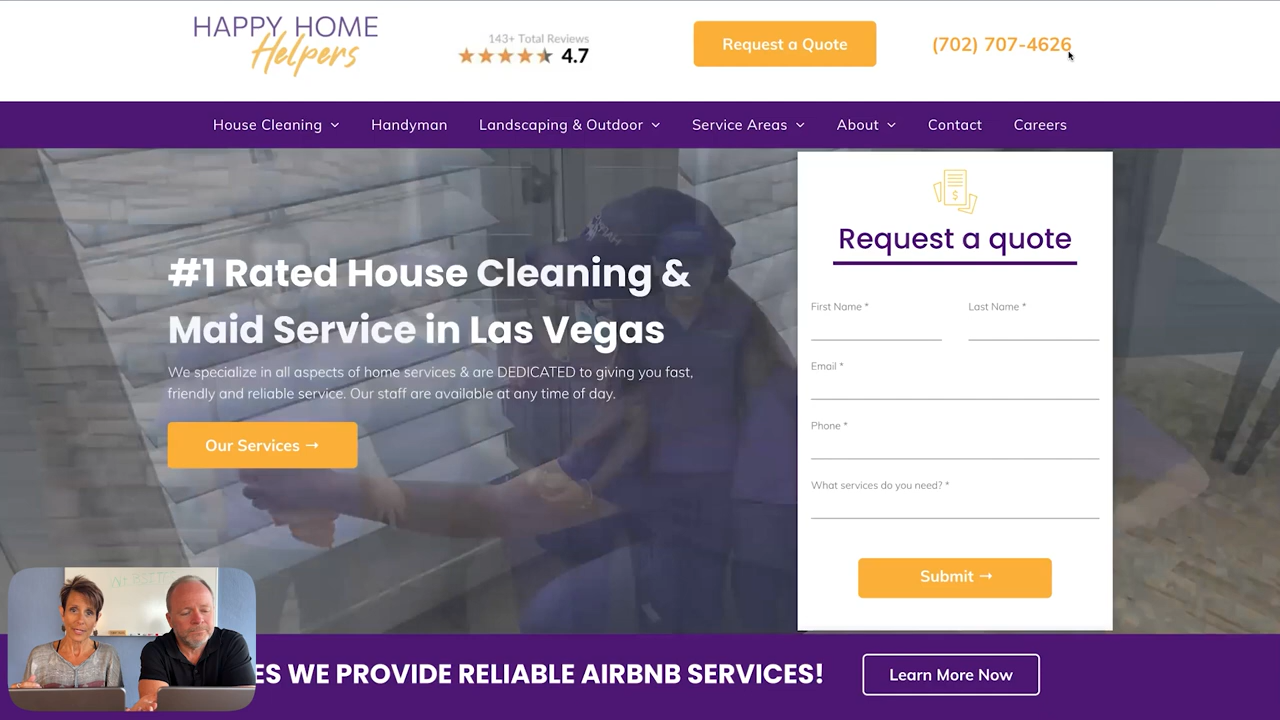 HAPPY HOME
Helpers
143+ Total Reviews
4.7
Request a Quote
(702) 707-4626
House Cleaning
Handyman
Landscaping & Outdoor
Service Areas
About
Contact
Careers
#1 Rated House Cleaning &
Maid Service in Las Vegas
We specialize in all aspects of home services & are DEDICATED to giving you fast,
friendly and reliable service. Our staff are available at any time of day.
Our Services →
$
Request a quote
First Name *
Last Name *
Email *
Phone *
What services do you need? *
Submit →
ES WE PROVIDE RELIABLE AIRBNB SERVICES!
Learn More Now